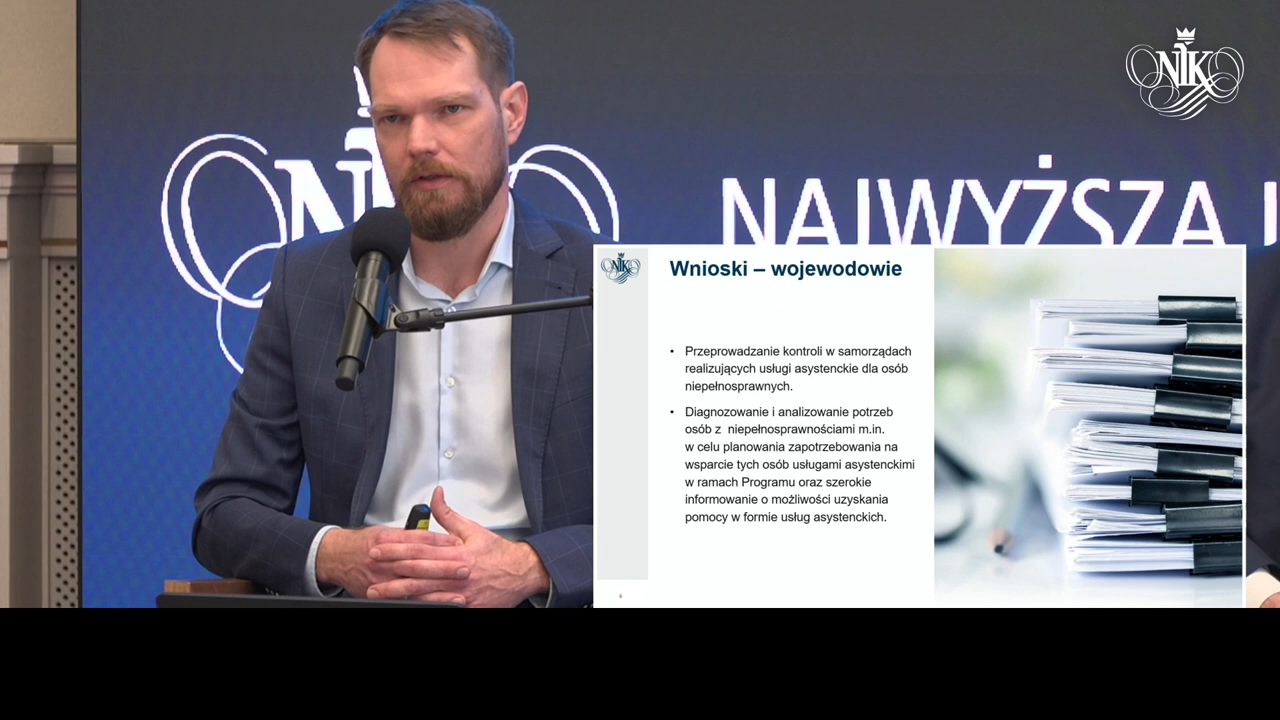 NIK
NAJWYŻSZA
NIK
Wnioski – wojewodowie
• Przeprowadzanie kontroli w samorządach
realizujących usługi asystenckie dla osób
niepełnosprawnych.
• Diagnozowanie i analizowanie potrzeb
osób z niepełnosprawnościami m.in.
w celu planowania zapotrzebowania na
wsparcie tych osób usługami asystenckimi
w ramach Programu oraz szerokie
informowanie o możliwości uzyskania
pomocy w formie usług asystenckich.